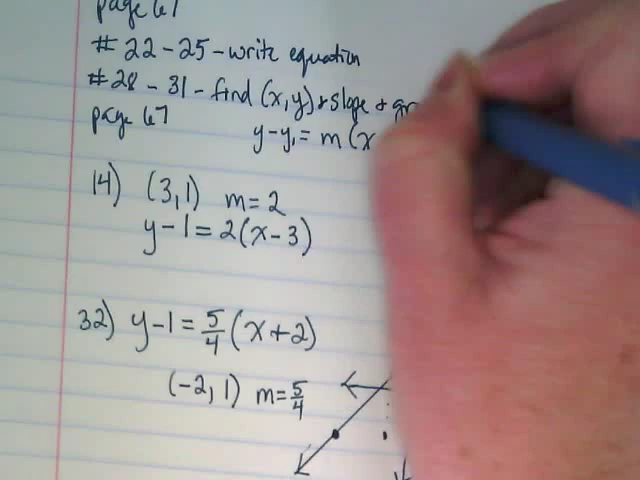 page 67
# 22 - 25 - write equation
# 28 - 31 - find (x, y) + slope + gr
page 67
y - y₁ = m (x
14) (3, 1) m = 2
y - 1 = 2(x - 3)
32) y - 1 = 5/4 (x + 2)
(-2, 1) m = 5/4